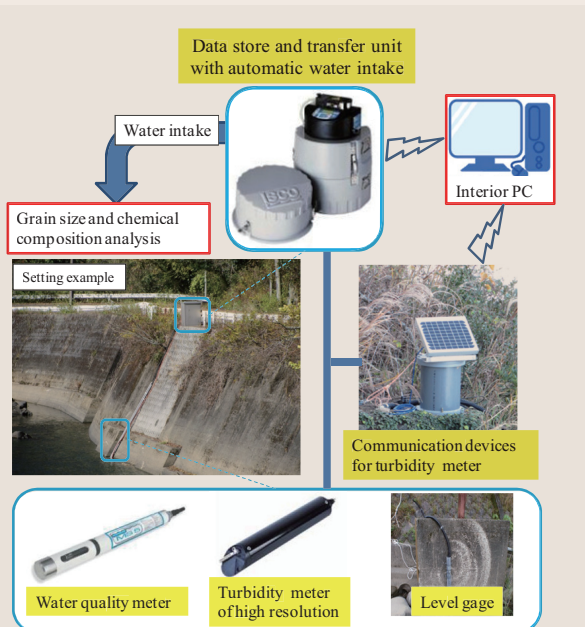 Data store and transfer unit
with automatic water intake
Water intake
ISCO
Interior PC
Grain size and chemical
composition analysis
Setting example
Communication devices
for turbidity meter
Water quality meter
Turbidity meter
of high resolution
Level gage